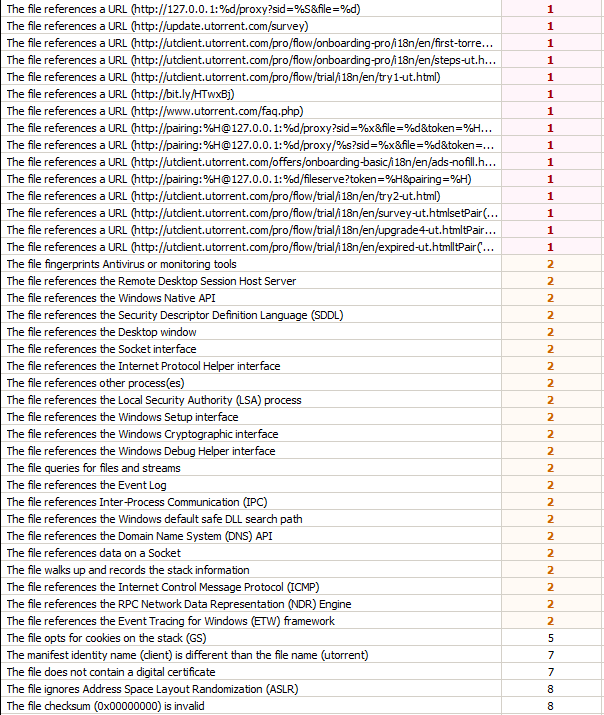 The file references a URL (http://127.0.0.1:%d/proxy?sid=%S&file=%d) 1
The file references a URL (http://update.utorrent.com/survey) 1
The file references a URL (http://utclient.utorrent.com/pro/flow/onboarding-pro/i18n/en/first-torre... 1
The file references a URL (http://utclient.utorrent.com/pro/flow/onboarding-pro/i18n/en/steps-ut.h... 1
The file references a URL (http://utclient.utorrent.com/pro/flow/trial/i18n/en/try1-ut.html) 1
The file references a URL (http://bit.ly/HTwxBj) 1
The file references a URL (http://www.utorrent.com/faq.php) 1
The file references a URL (http://pairing:%H@127.0.0.1:%d/proxy?sid=%x&file=%d&token=%H... 1
The file references a URL (http://pairing:%H@127.0.0.1:%d/proxy/%s?sid=%x&file=%d&token=... 1
The file references a URL (http://utclient.utorrent.com/offers/onboarding-basic/i18n/en/ads-nofill.h... 1
The file references a URL (http://pairing:%H@127.0.0.1:%d/fileserve?token=%H&pairing=%H) 1
The file references a URL (http://utclient.utorrent.com/pro/flow/trial/i18n/en/try2-ut.html) 1
The file references a URL (http://utclient.utorrent.com/pro/flow/trial/i18n/en/survey-ut.htmlsetPair(... 1
The file references a URL (http://utclient.utorrent.com/pro/flow/trial/i18n/en/upgrade4-ut.htmltPair... 1
The file references a URL (http://utclient.utorrent.com/pro/flow/trial/i18n/en/expired-ut.htmltPair('... 1
The file fingerprints Antivirus or monitoring tools 2
The file references the Remote Desktop Session Host Server 2
The file references the Windows Native API 2
The file references the Security Descriptor Definition Language (SDDL) 2
The file references the Desktop window 2
The file references the Socket interface 2
The file references the Internet Protocol Helper interface 2
The file references other process(es) 2
The file references the Local Security Authority (LSA) process 2
The file references the Windows Setup interface 2
The file references the Windows Cryptographic interface 2
The file references the Windows Debug Helper interface 2
The file queries for files and streams 2
The file references the Event Log 2
The file references Inter-Process Communication (IPC) 2
The file references the Windows default safe DLL search path 2
The file references the Domain Name System (DNS) API 2
The file references data on a Socket 2
The file walks up and records the stack information 2
The file references the Internet Control Message Protocol (ICMP) 2
The file references the RPC Network Data Representation (NDR) Engine 2
The file references the Event Tracing for Windows (ETW) framework 2
The file opts for cookies on the stack (GS) 5
The manifest identity name (client) is different than the file name (utorrent) 7
The file does not contain a digital certificate 7
The file ignores Address Space Layout Randomization (ASLR) 8
The file checksum (0x00000000) is invalid 8